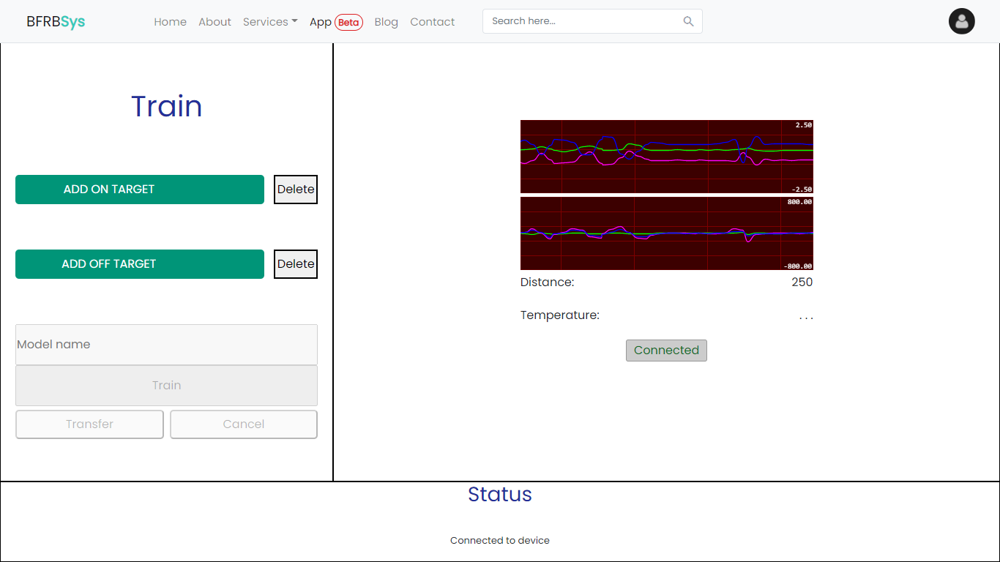 BFRBSys Home About Services App Beta Blog Contact Search here...
Train
ADD ON TARGET Delete
ADD OFF TARGET Delete
Model name
Train
Transfer Cancel
2.50
-2.50
800.00
-800.00
Distance: 250
Temperature: ...
Connected
Status
Connected to device